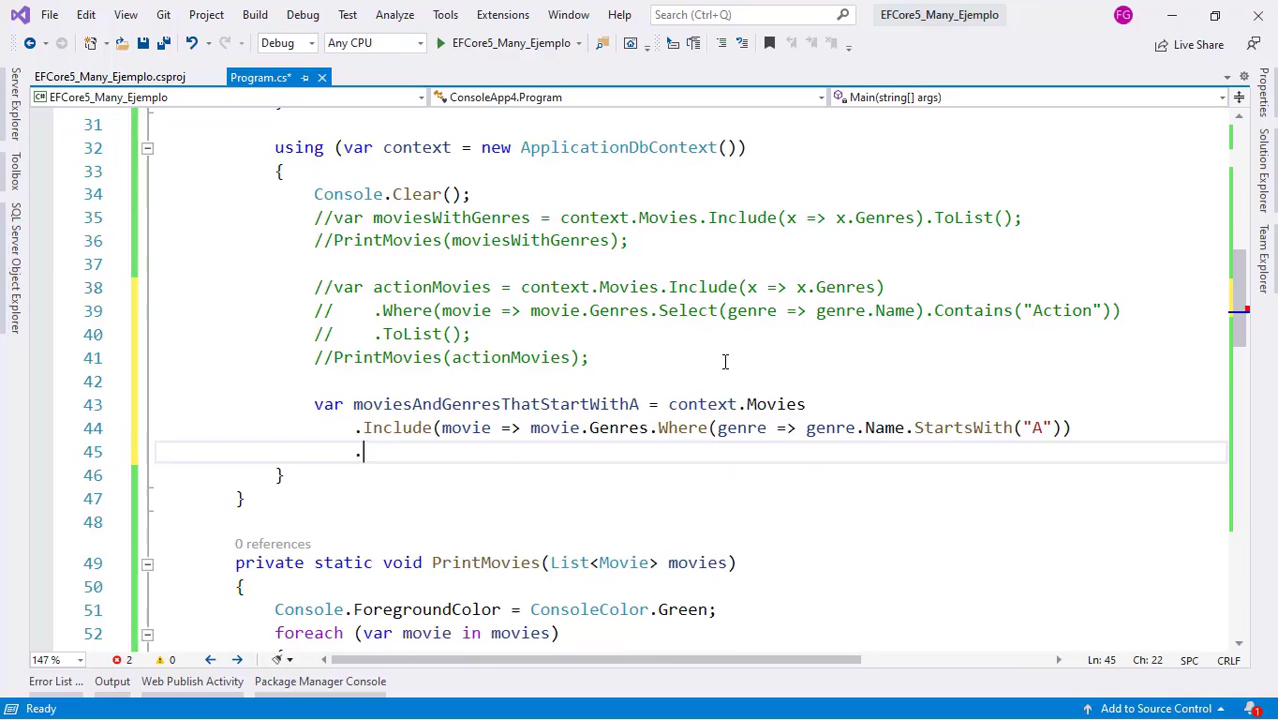 File Edit View Git Project Build Debug Test Analyze Tools Extensions Window Help Search (Ctrl+Q) EFCore5_Many_Ejemplo FG
Debug Any CPU EFCore5_Many_Ejemplo Live Share
EFCore5_Many_Ejemplo.csproj Program.cs*
EFCore5_Many_Ejemplo ConsoleApp4.Program Main(string[] args)
Server Explorer
Toolbox
SQL Server Object Explorer
Properties
Solution Explorer
Team Explorer
31
32 using (var context = new ApplicationDbContext())
33 {
34 Console.Clear();
35 //var moviesWithGenres = context.Movies.Include(x => x.Genres).ToList();
36 //PrintMovies(moviesWithGenres);
37
38 //var actionMovies = context.Movies.Include(x => x.Genres)
39 // .Where(movie => movie.Genres.Select(genre => genre.Name).Contains("Action"))
40 // .ToList();
41 //PrintMovies(actionMovies);
42
43 var moviesAndGenresThatStartWithA = context.Movies
44 .Include(movie => movie.Genres.Where(genre => genre.Name.StartsWith("A"))
45 .
46 }
47 }
48
0 references
49 private static void PrintMovies(List<Movie> movies)
50 {
51 Console.ForegroundColor = ConsoleColor.Green;
52 foreach (var movie in movies)
147 % 2 0 Ln: 45 Ch: 22 SPC CRLF
Error List ... Output Web Publish Activity Package Manager Console
Ready Add to Source Control 1